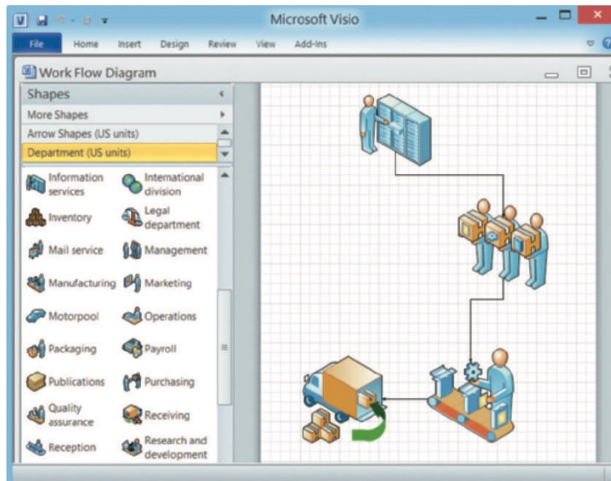 Microsoft Visio
File Home Insert Design Review View Add-Ins
Work Flow Diagram
Shapes
More Shapes
Arrow Shapes (US units)
Department (US units)
Information services
International division
Inventory
Legal department
Mail service
Management
Manufacturing
Marketing
Motorpool
Operations
Packaging
Payroll
Publications
Purchasing
Quality assurance
Receiving
Reception
Research and development